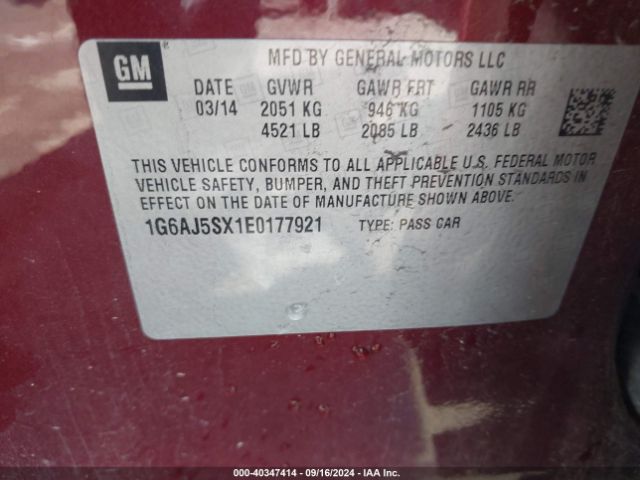 GM
MFD BY GENERAL MOTORS LLC
DATE GVWR GAWR FRT GAWR RR
03/14 2051 KG 946 KG 1105 KG
4521 LB 2085 LB 2436 LB
THIS VEHICLE CONFORMS TO ALL APPLICABLE U.S. FEDERAL MOTOR
VEHICLE SAFETY, BUMPER, AND THEFT PREVENTION STANDARDS IN
EFFECT ON THE DATE OF MANUFACTURE SHOWN ABOVE.
1G6AJ5SX1E0177921 TYPE: PASS CAR
000-40347414 - 09/16/2024 - IAA Inc.